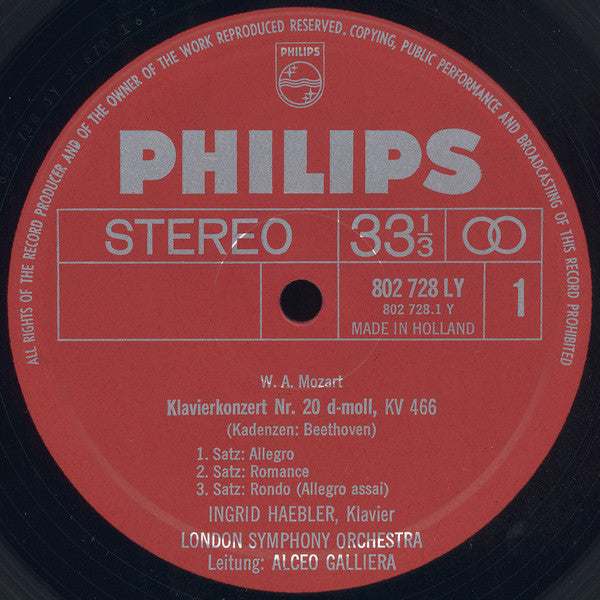 ALL RIGHTS OF THE RECORD PRODUCER AND OF THE OWNER OF THE WORK REPRODUCED RESERVED. COPYING, PUBLIC PERFORMANCE AND BROADCASTING OF THIS RECORD PROHIBITED
PHILIPS
PHILIPS
STEREO 33 1/3
802 728 LY 1
802 728.1 Y
MADE IN HOLLAND
W. A. Mozart
Klavierkonzert Nr. 20 d-moll, KV 466
(Kadenzen: Beethoven)
1. Satz: Allegro
2. Satz: Romance
3. Satz: Rondo (Allegro assai)
INGRID HAEBLER, Klavier
LONDON SYMPHONY ORCHESTRA
Leitung: ALCEO GALLIERA